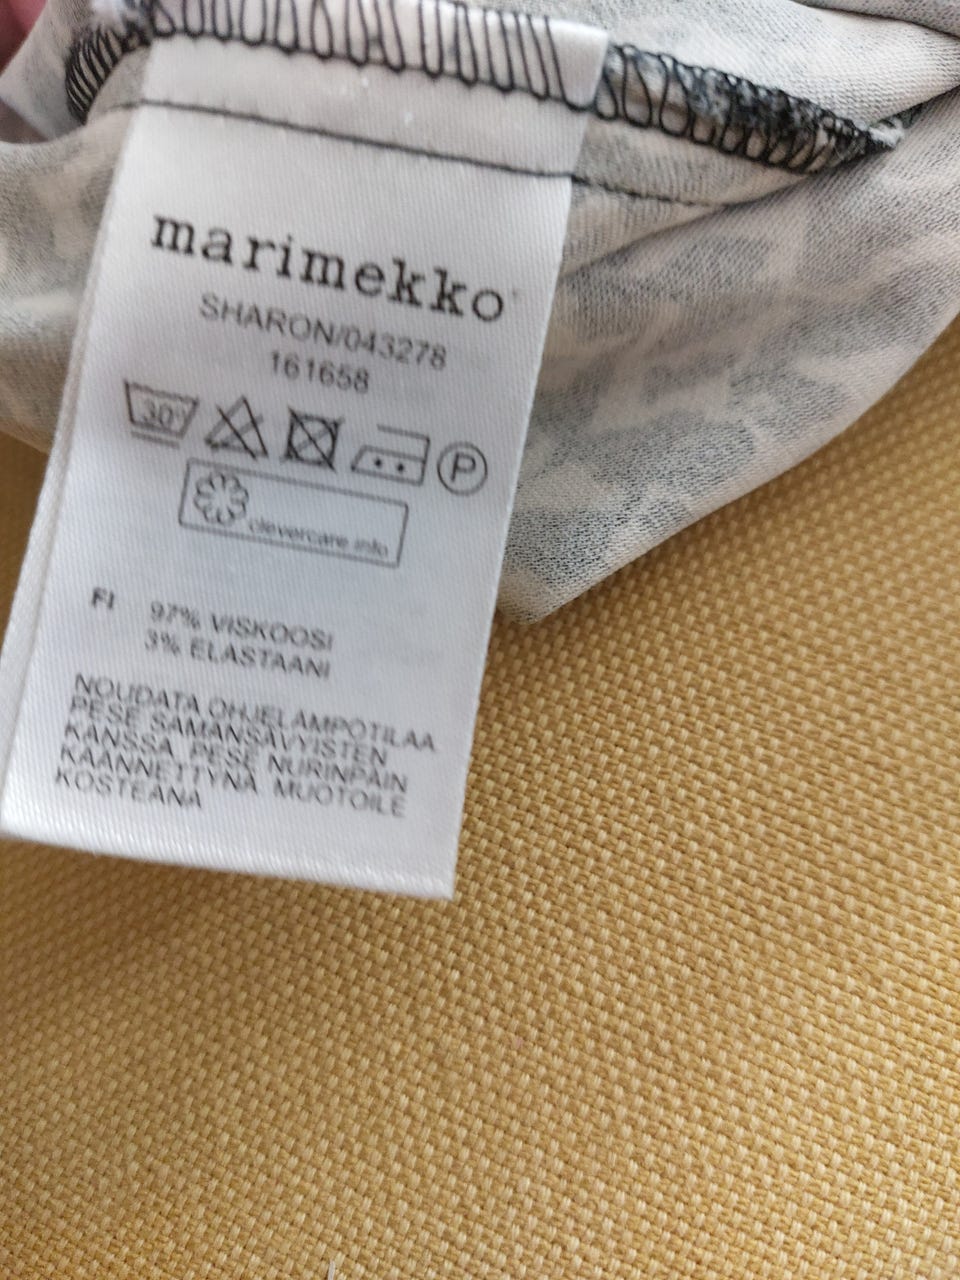 marimekko
SHARON/043278
161658
30°
P
clevercare.info
FI 97% VISKOOSI
3% ELASTAANI
NOUDATA OHJELÄMPÖTILAA
PESE SAMANSÄVYISTEN
KANSSA PESE NURINPÄIN
KÄÄNNETTYNÄ MUOTOILE
KOSTEANA